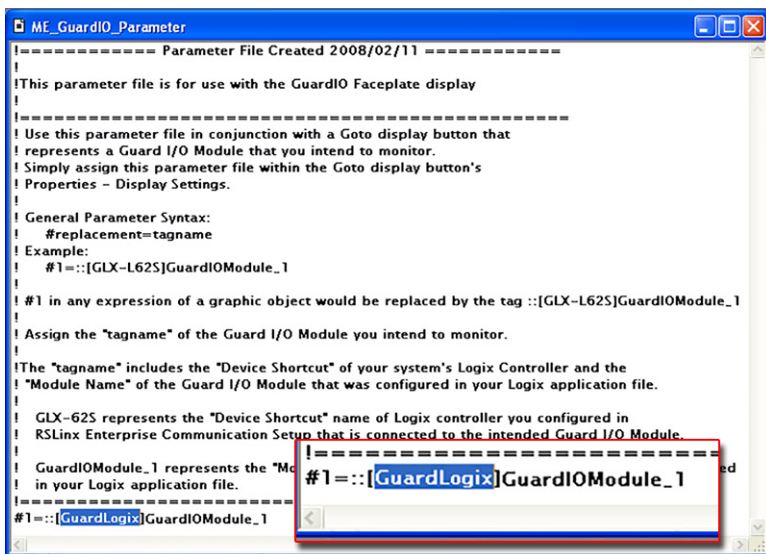 ME_GuardIO_Parameter
!============ Parameter File Created 2008/02/11 ============
!
!This parameter file is for use with the GuardIO Faceplate display
!
!================================================
! Use this parameter file in conjunction with a Goto display button that
! represents a Guard I/O Module that you intend to monitor.
! Simply assign this parameter file within the Goto display button's
! Properties - Display Settings.
!
! General Parameter Syntax:
!    #replacement=tagname
! Example:
!    #1=::[GLX-L62S]GuardIOModule_1
!
! #1 in any expression of a graphic object would be replaced by the tag ::[GLX-L62S]GuardIOModule_1
!
! Assign the "tagname" of the Guard I/O Module you intend to monitor.
!
!The "tagname" includes the "Device Shortcut" of your system's Logix Controller and the
! "Module Name" of the Guard I/O Module that was configured in your Logix application file.
!
!   GLX-62S represents the "Device Shortcut" name of Logix controller you configured in
!   RSLinx Enterprise Communication Setup that is connected to the intended Guard I/O Module.
!
!   GuardIOModule_1 represents the
!   in your Logix application file.
!========================
#1=::[GuardLogix]GuardIOModule_1
!=====================
#1=::[GuardLogix]GuardIOModule_1